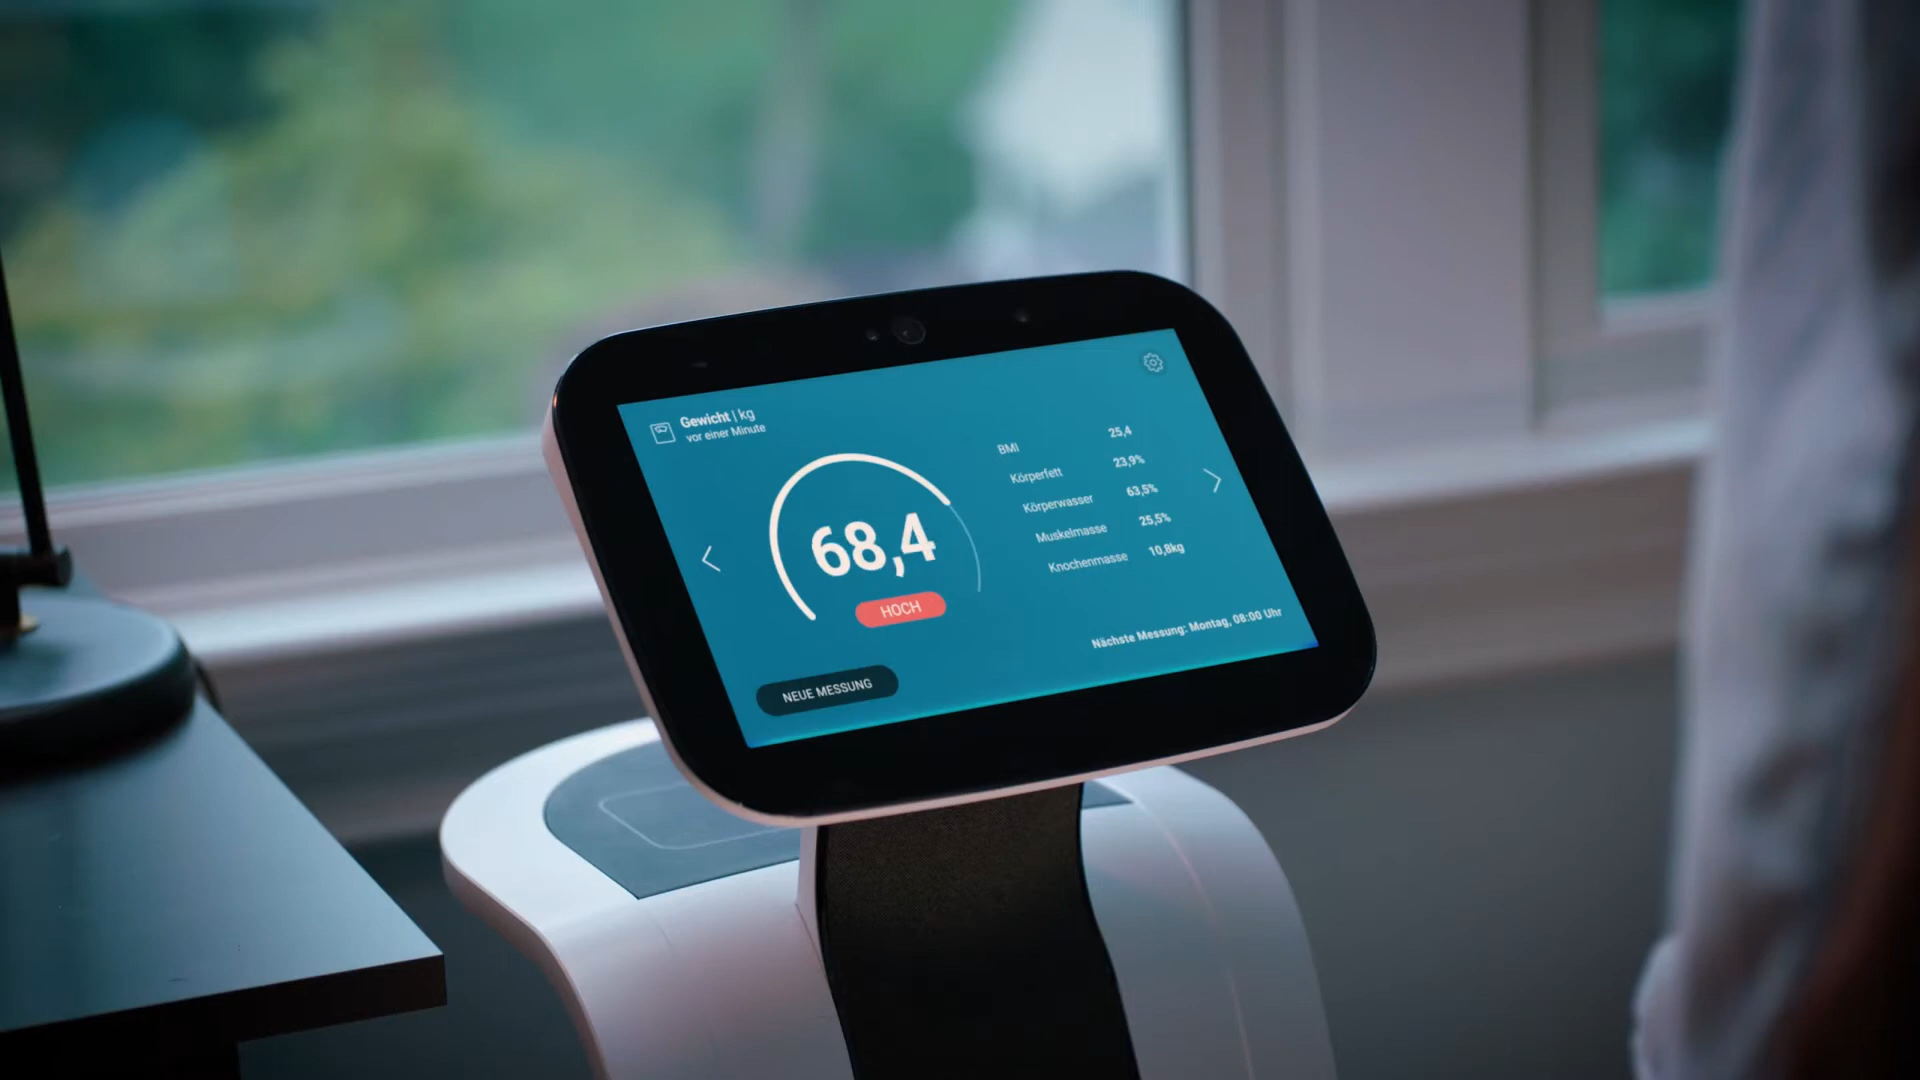 Gewicht | kg
vor einer Minute
68,4
HOCH
NEUE MESSUNG
BMI 25,4
Körperfett 23,9%
Körperwasser 63,5%
Muskelmasse 25,5%
Knochenmasse 10,8kg
Nächste Messung: Montag, 08:00 Uhr